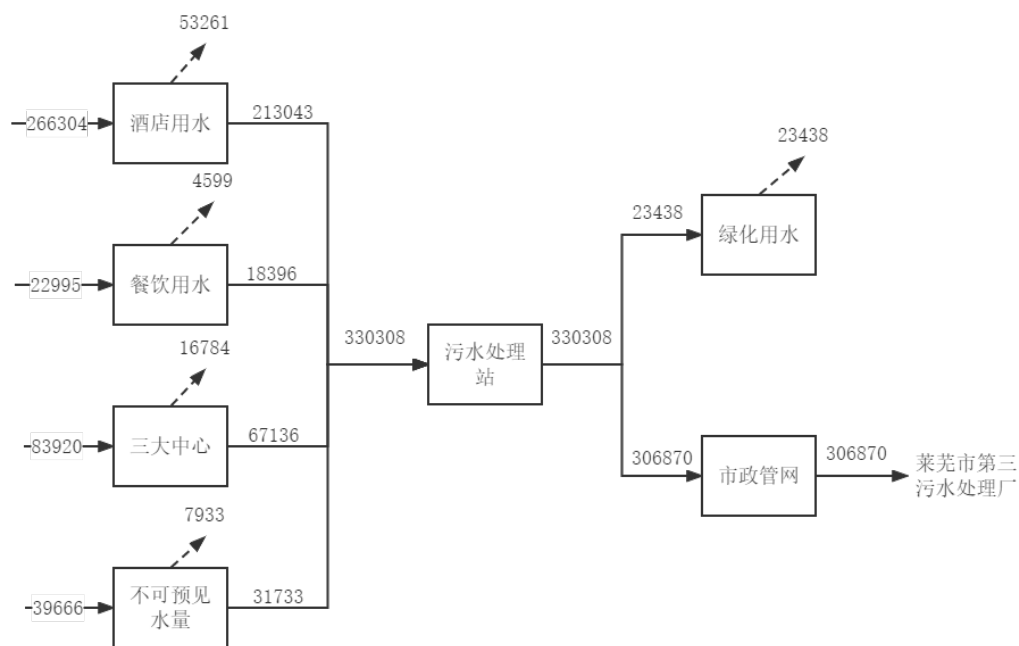 53261
266304
酒店用水
213043
4599
22995
餐饮用水
18396
16784
83920
三大中心
67136
7933
39666
不可预见
水量
31733
330308
污水处理
站
330308
23438
23438
绿化用水
306870
市政管网
306870
莱芜市第三
污水处理厂